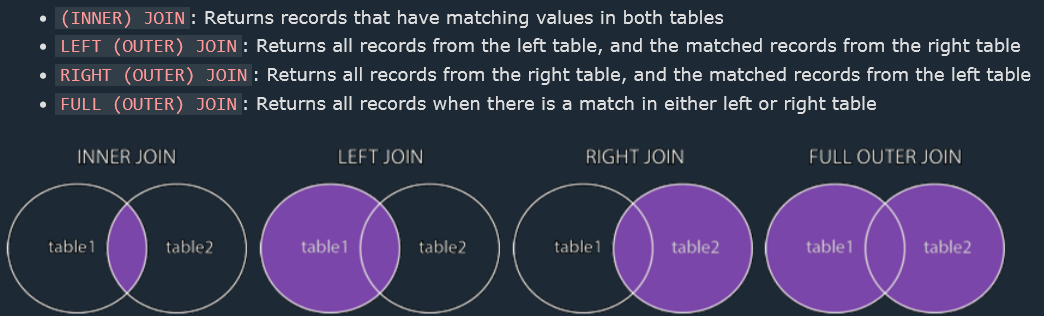 (INNER) JOIN: Returns records that have matching values in both tables
LEFT (OUTER) JOIN: Returns all records from the left table, and the matched records from the right table
RIGHT (OUTER) JOIN: Returns all records from the right table, and the matched records from the left table
FULL (OUTER) JOIN: Returns all records when there is a match in either left or right table
INNER JOIN LEFT JOIN RIGHT JOIN FULL OUTER JOIN
table1 table2 table1 table2 table1 table2 table1 table2